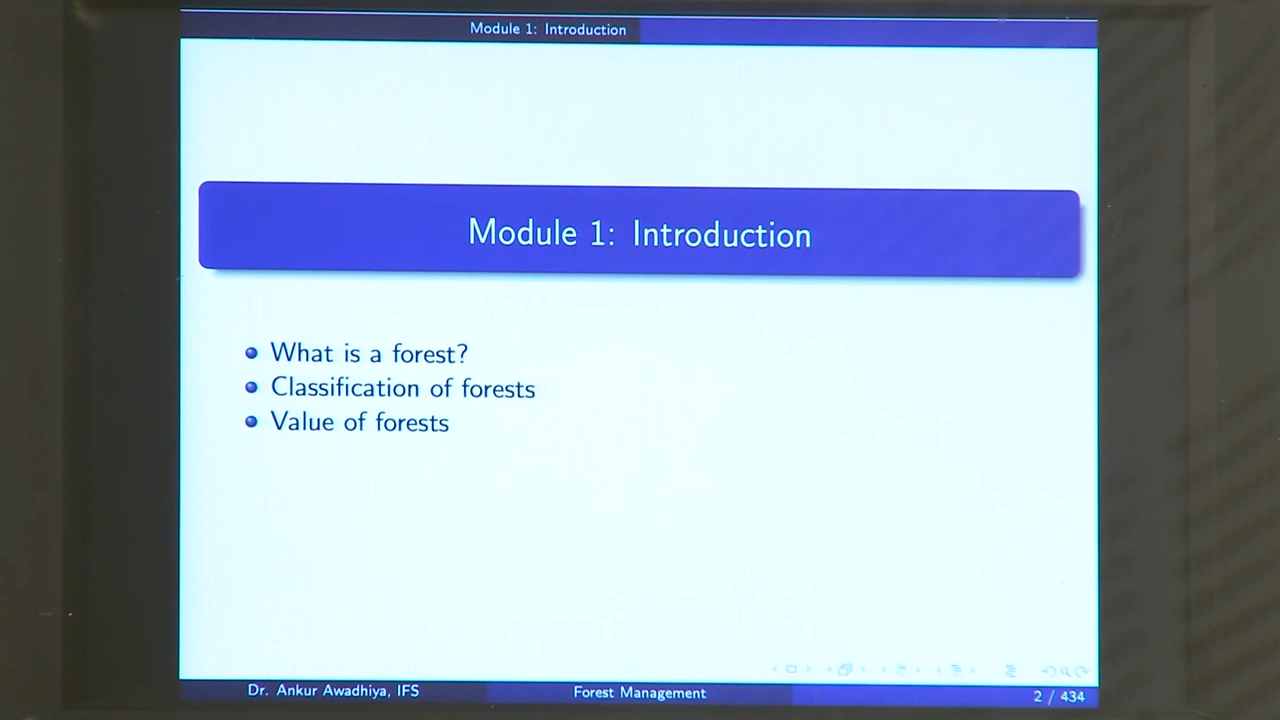 Module 1: Introduction
Module 1: Introduction
What is a forest?
Classification of forests
Value of forests
Dr. Ankur Awadhiya, IFS
Forest Management
2 / 434